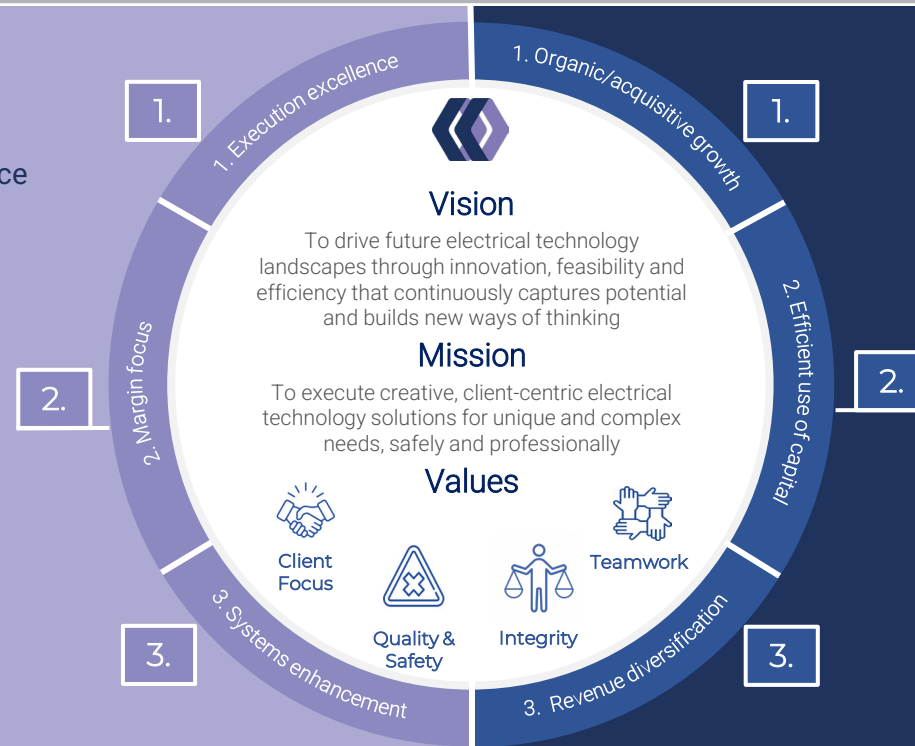 ce
1.
2.
3.
1. Execution excellence
2. Margin focus
3. Systems enhancement
Vision
To drive future electrical technology
landscapes through innovation, feasibility and
efficiency that continuously captures potential
and builds new ways of thinking
Mission
To execute creative, client-centric electrical
technology solutions for unique and complex
needs, safely and professionally
Values
Client
Focus
Quality &
Safety
Integrity
Teamwork
1. Organic/acquisitive growth
2. Efficient use of capital
3. Revenue diversification
1.
2.
3.